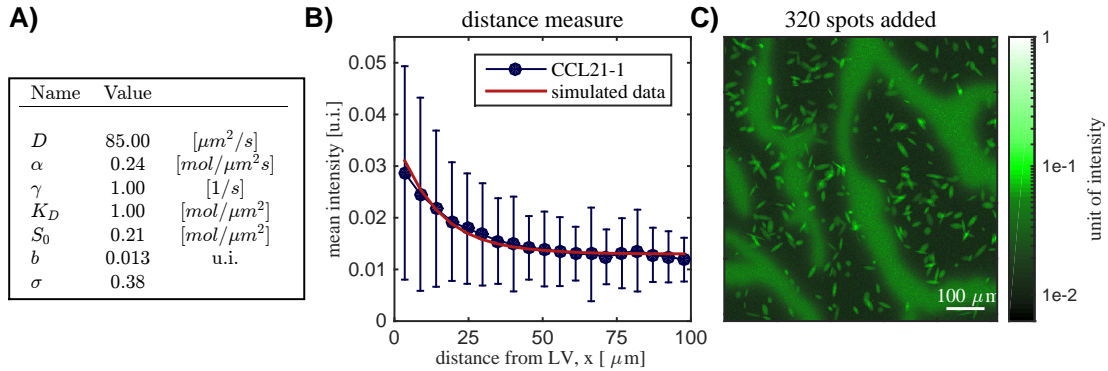 A)
Name Value
D 85.00 [μm²/s]
α 0.24 [mol/μm²s]
γ 1.00 [1/s]
K_D 1.00 [mol/μm²]
S_0 0.21 [mol/μm²]
b 0.013 u.i.
σ 0.38
B)
distance measure
CCL21-1
simulated data
mean intensity [u.i.]
0.05
0.04
0.03
0.02
0.01
0
0 25 50 75 100
distance from LV, x [ μm]
C)
320 spots added
100 μm
1
1e-1
1e-2
unit of intensity